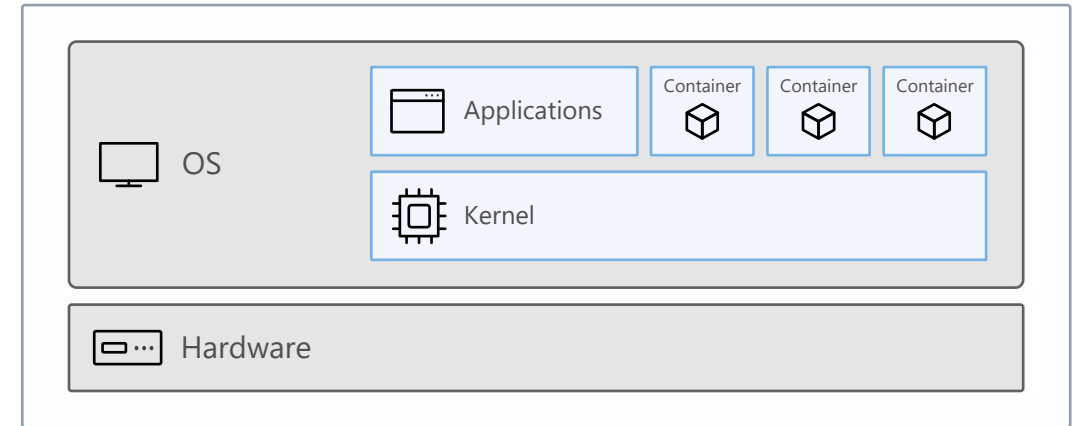 Container
Container
Container
Applications
OS
Kernel
Hardware